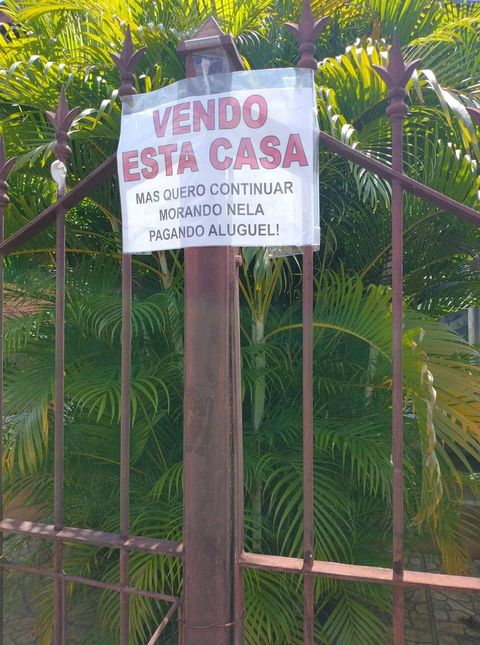 VENDO
ESTA CASA
MAS QUERO CONTINUAR
MORANDO NELA
PAGANDO ALUGUEL!